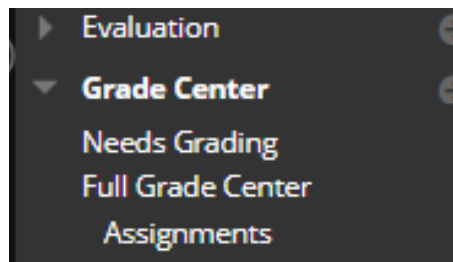 Evaluation
Grade Center
Needs Grading
Full Grade Center
Assignments